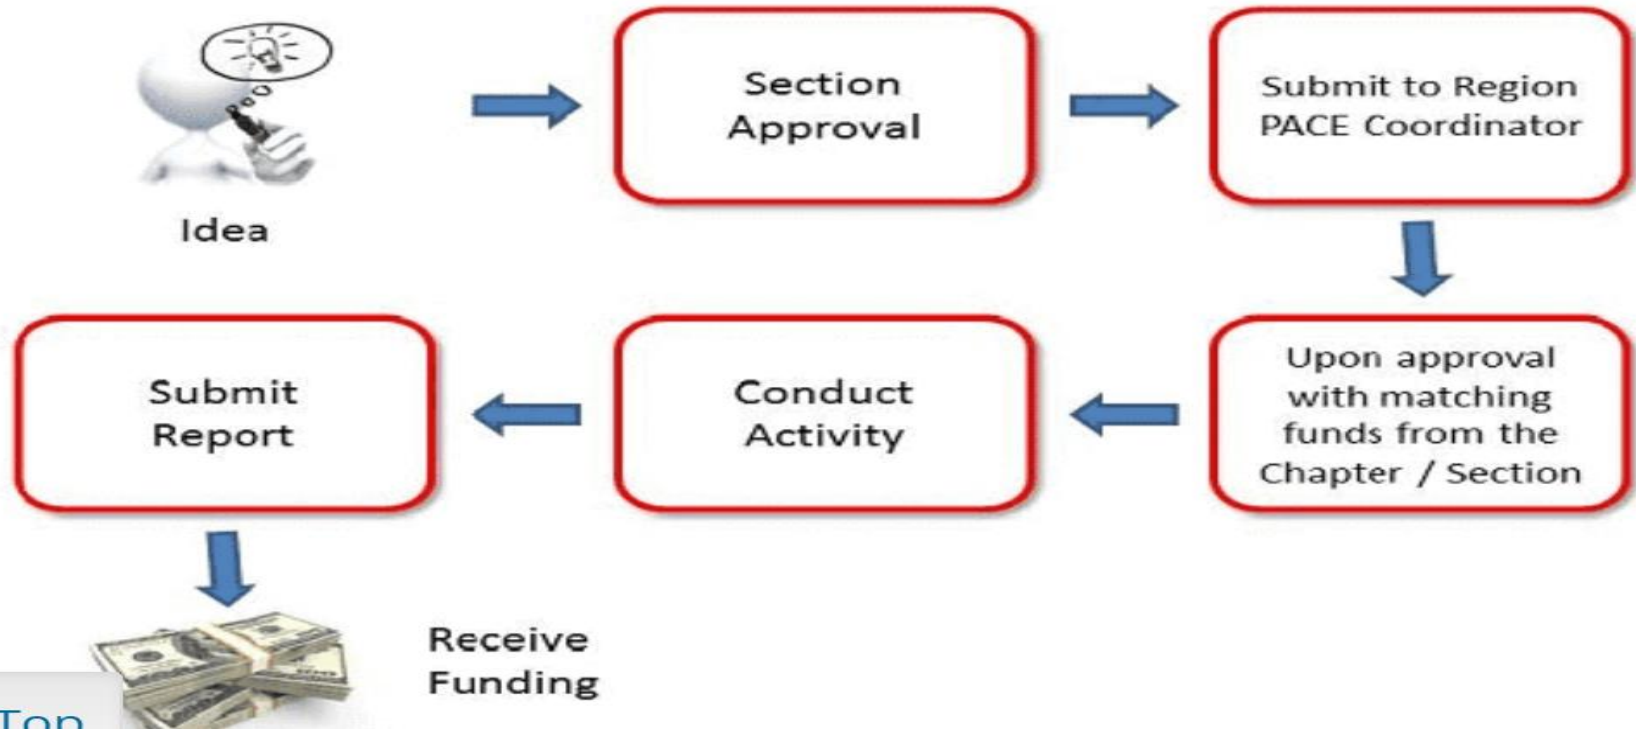 Section
Approval
Submit to Region
PACE Coordinator
Idea
Submit
Report
Conduct
Activity
Upon approval
with matching
funds from the
Chapter / Section
Receive
Funding
Top